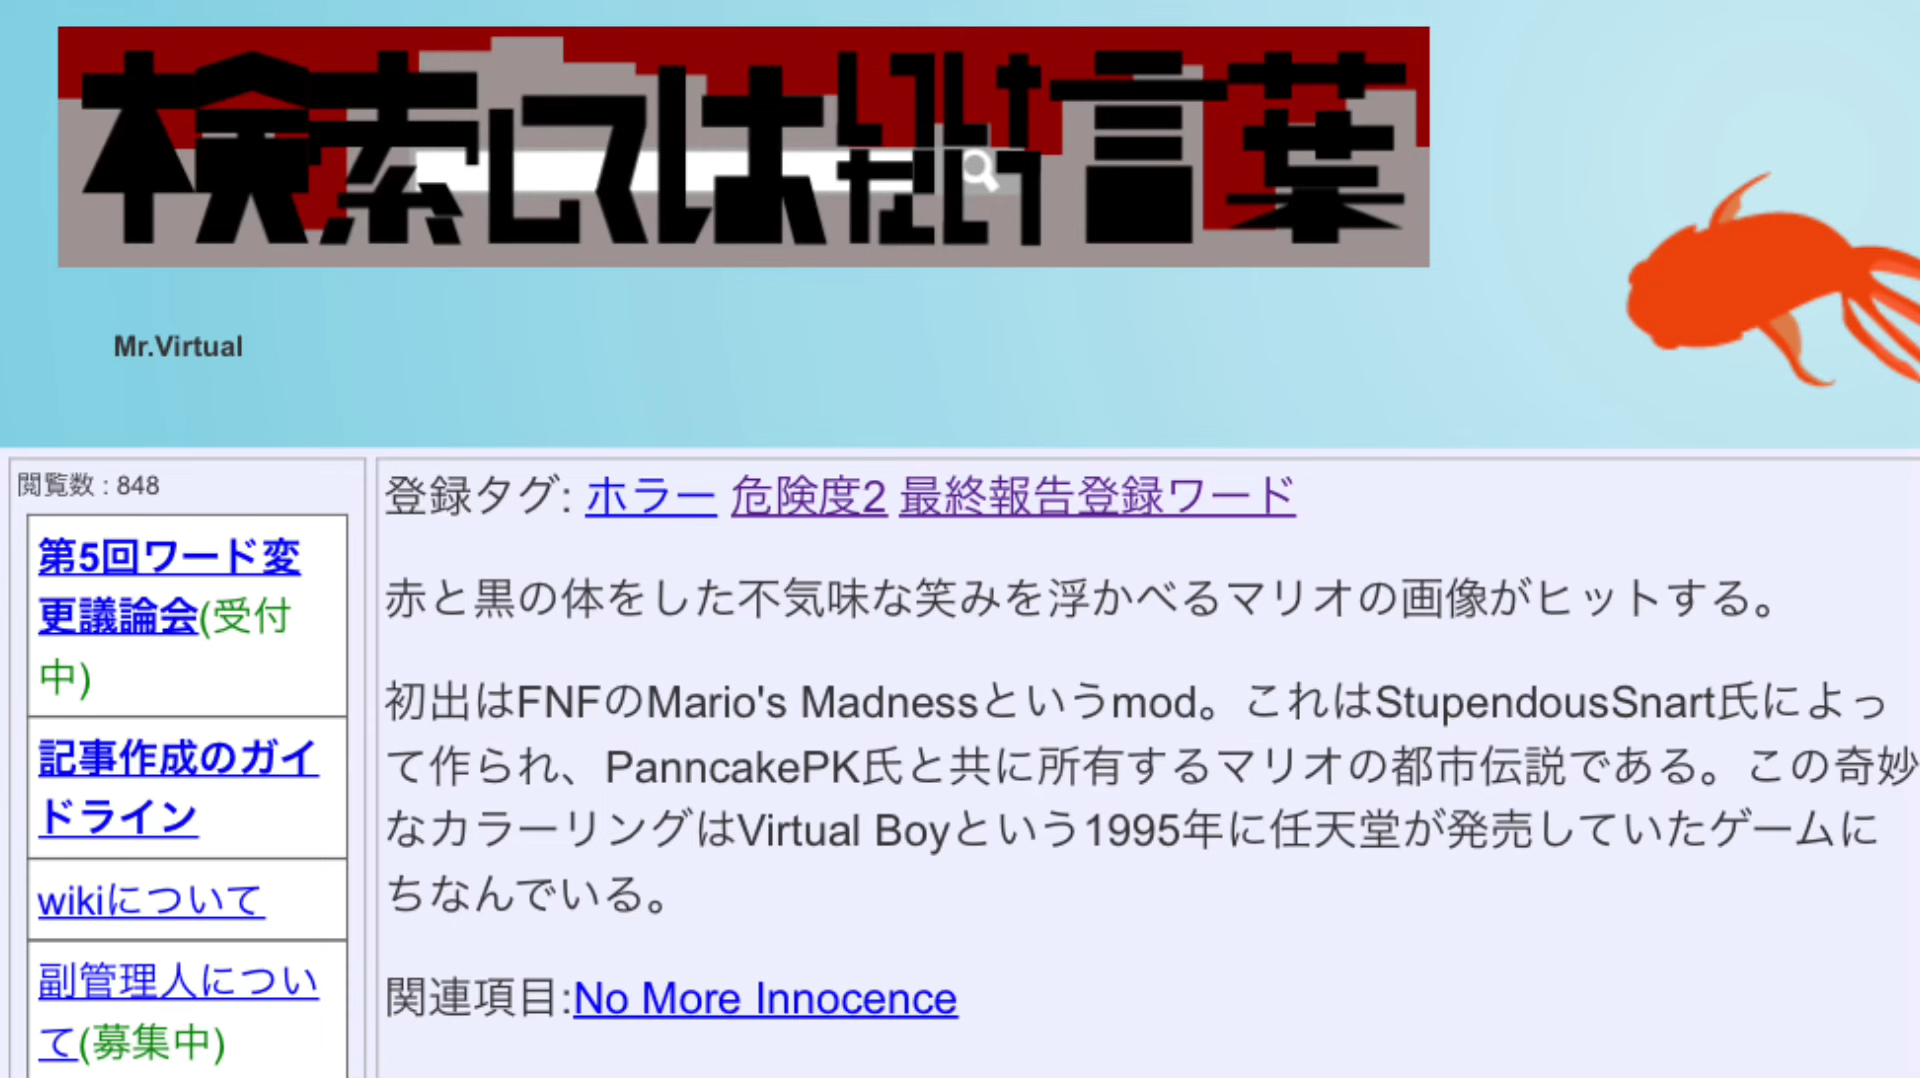 検索してはいけない言葉
Mr.Virtual
閲覧数 : 848
第5回ワード変
更議論会(受付
中)
記事作成のガイ
ドライン
wikiについて
副管理人につい
て(募集中)
登録タグ: ホラー 危険度2 最終報告登録ワード
赤と黒の体をした不気味な笑みを浮かべるマリオの画像がヒットする。
初出はFNFのMario's Madnessというmod。これはStupendousSnart氏によっ
て作られ、PanncakePK氏と共に所有するマリオの都市伝説である。この奇妙
なカラーリングはVirtual Boyという1995年に任天堂が発売していたゲームに
ちなんでいる。
関連項目:No More Innocence